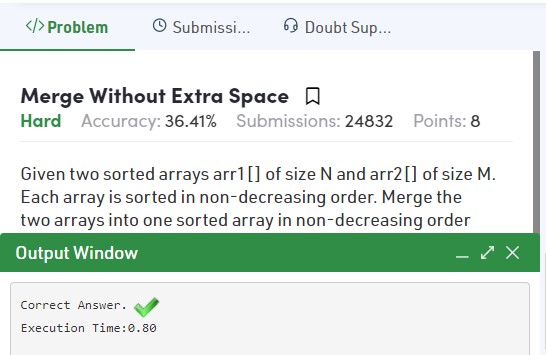 </> Problem Submissi... Doubt Sup...
Merge Without Extra Space
Hard Accuracy: 36.41% Submissions: 24832 Points: 8
Given two sorted arrays arr1[] of size N and arr2[] of size M.
Each array is sorted in non-decreasing order. Merge the
two arrays into one sorted array in non-decreasing order
Output Window
Correct Answer.
Execution Time:0.80